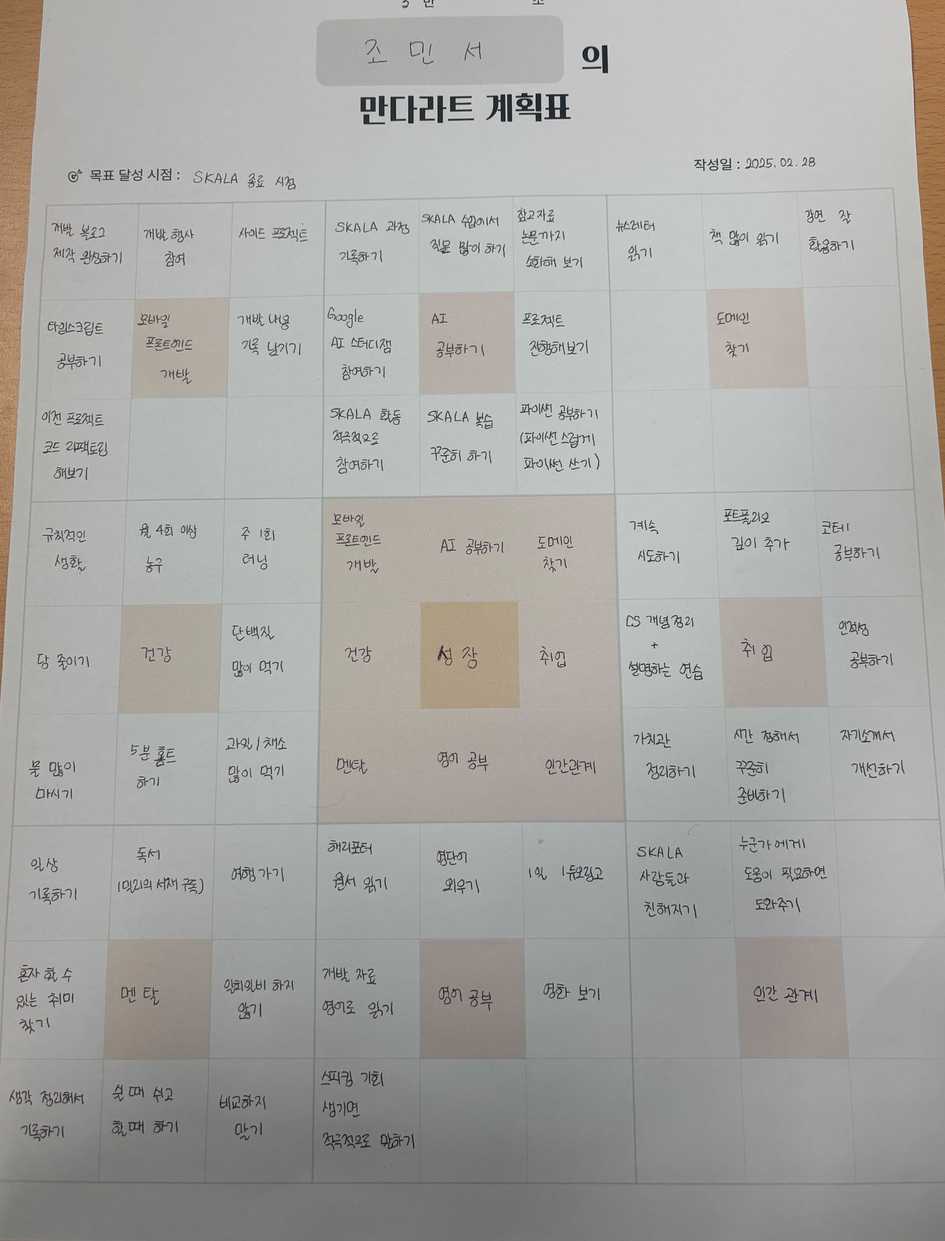 3 반 조
조 민 서 의
만다라트 계획표
목표 달성 시점 : SKALA 종료 시점
작성일 : 2025. 02. 28
개발 블로그
제작 완성하기
개발 행사
참여
사이드 프로젝트
SKALA 과정
기록하기
SKALA 수업에서
질문 많이 하기
참고자료
논문까지
소화해 보기
뉴스레터
읽기
책 많이 읽기
강연 잘
활용하기
타입스크립트
공부하기
모바일
프론트엔드
개발
개발 내용
기록 남기기
Google
AI 스터디잼
참여하기
AI
공부하기
프로젝트
진행해보기
도메인
찾기
이전 프로젝트
코드 리팩토링
해보기
SKALA 활동
적극적으로
참여하기
SKALA 복습
꾸준히 하기
파이썬 공부하기
(파이썬 스럽게
파이썬 쓰기)
규칙적인
생활
월 4회 이상
농구
주 1회
러닝
모바일
프론트엔드
개발
AI 공부하기
도메인
찾기
계속
시도하기
포트폴리오
깊이 추가
코테
공부하기
당 줄이기
건강
단백질
많이 먹기
건강
성장
취업
CS 개념 정리
+
설명하는 연습
취업
인적성
공부하기
물 많이
마시기
5분 홈트
하기
과일 / 채소
많이 먹기
멘탈
영어 공부
인간관계
가치관
정리하기
시간 정해서
꾸준히
준비하기
자기소개서
개선하기
일상
기록하기
독서
(밀리의 서재 구독)
여행 가기
해리포터
원서 읽기
영단어
외우기
1일 1듀오링고
SKALA
사람들과
친해지기
누군가에게
도움이 필요하면
도와주기
혼자 할 수
있는 취미
찾기
멘탈
일희일비 하지
않기
개발 자료
영어로 읽기
영어 공부
영화 보기
인간 관계
생각 정리해서
기록하기
쉴 때 쉬고
할 때 하기
비교하지
말기
스피킹 기회
생기면
적극적으로 말하기